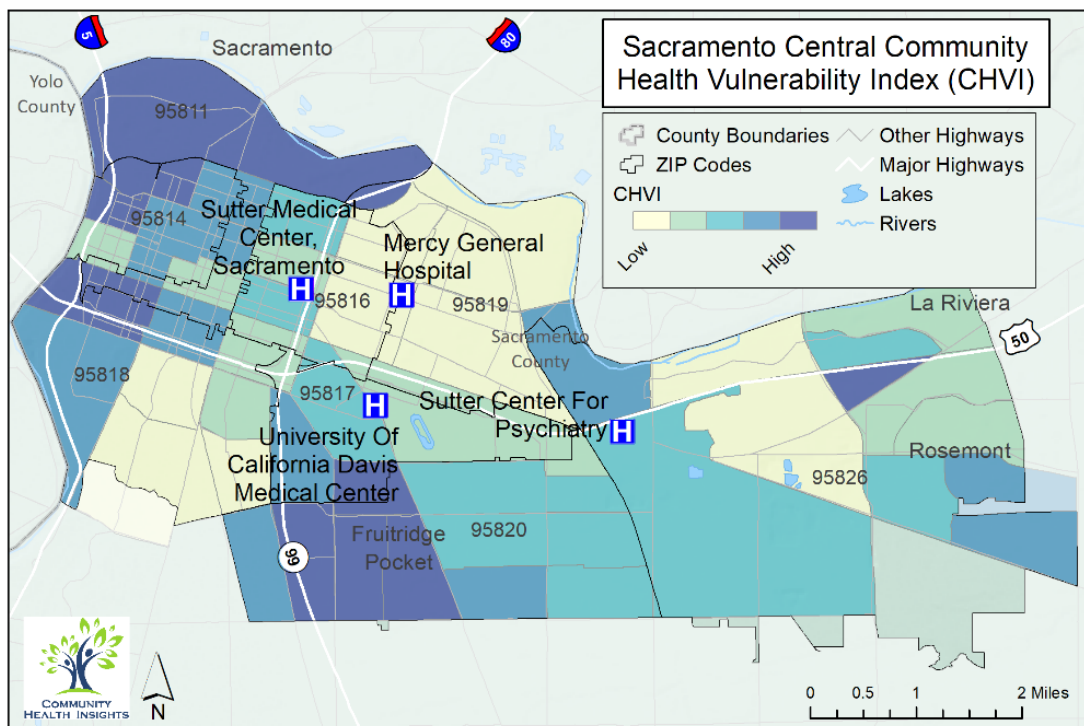 Sacramento Central Community
Health Vulnerability Index (CHVI)
County Boundaries
ZIP Codes
CHVI
Low
High
Other Highways
Major Highways
Lakes
Rivers
5
80
Sacramento
Yolo
County
95811
95814
Sutter Medical
Center,
Sacramento
H
95816
Mercy General
Hospital
H
95819
Sacramento
County
La Riviera
50
95818
95817
H
Sutter Center For
Psychiatry
H
University Of
California Davis
Medical Center
Rosemont
95826
99
Fruitridge
Pocket
95820
COMMUNITY
HEALTH INSIGHTS
N
0 0.5 1 2 Miles